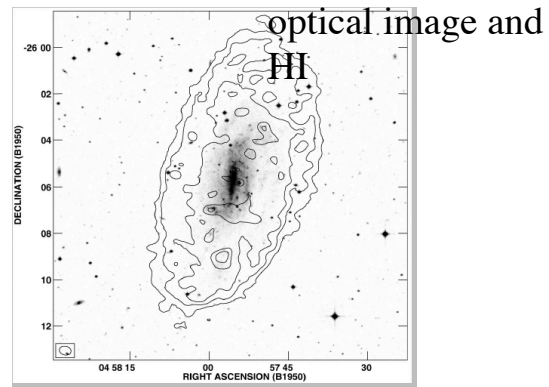 optical image and
HI
-26 00
02
04
06
08
10
12
DECLINATION (B1950)
04 58 15 00 57 45 30
RIGHT ASCENSION (B1950)